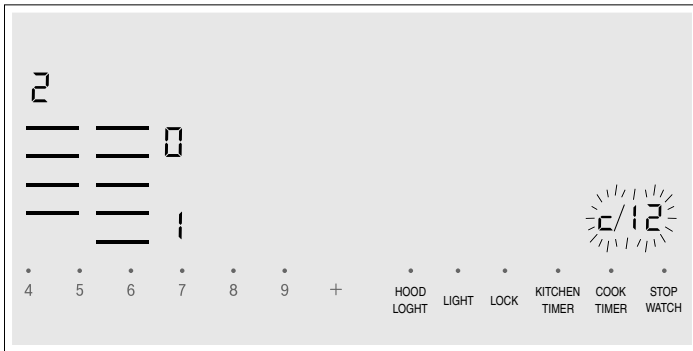 2
0
c/12
1
4 5 6 7 8 9 + HOOD LOGHT LIGHT LOCK KITCHEN TIMER COOK TIMER STOP WATCH